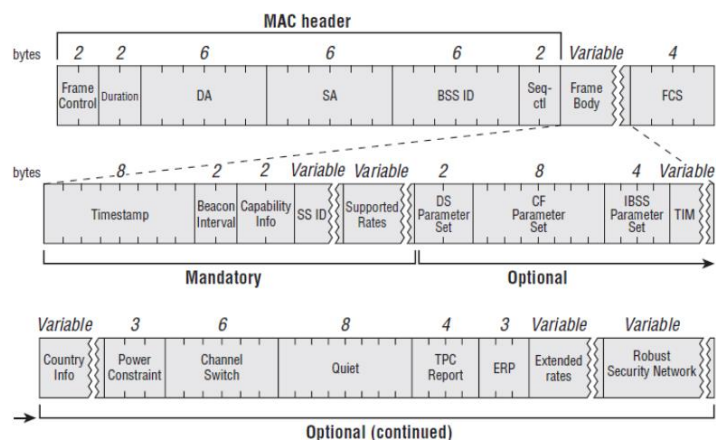 MAC header
bytes 2 2 6 6 6 2 Variable 4
Frame Control Duration DA SA BSS ID Seq-ctl Frame Body FCS
bytes 8 2 2 Variable Variable 2 8 4 Variable
Timestamp Beacon Interval Capability Info SS ID Supported Rates DS Parameter Set CF Parameter Set IBSS Parameter Set TIM
Mandatory Optional
Variable 3 6 8 4 3 Variable Variable
Country Info Power Constraint Channel Switch Quiet TPC Report ERP Extended rates Robust Security Network
Optional (continued)